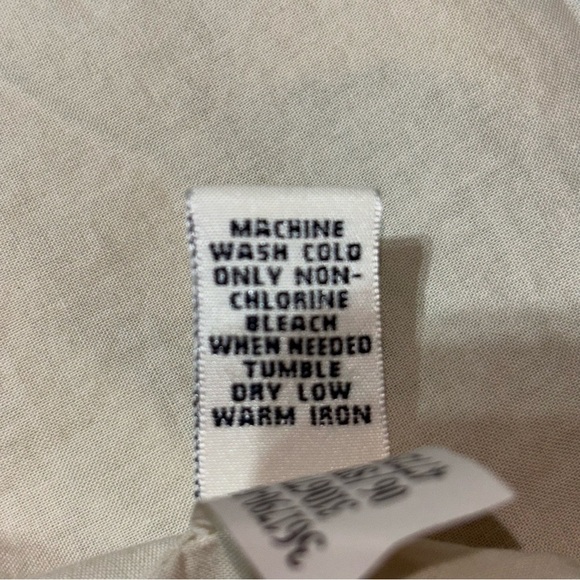 MACHINE
WASH COLD
ONLY NON-
CHLORINE
BLEACH
WHEN NEEDED
TUMBLE
DRY LOW
WARM IRON